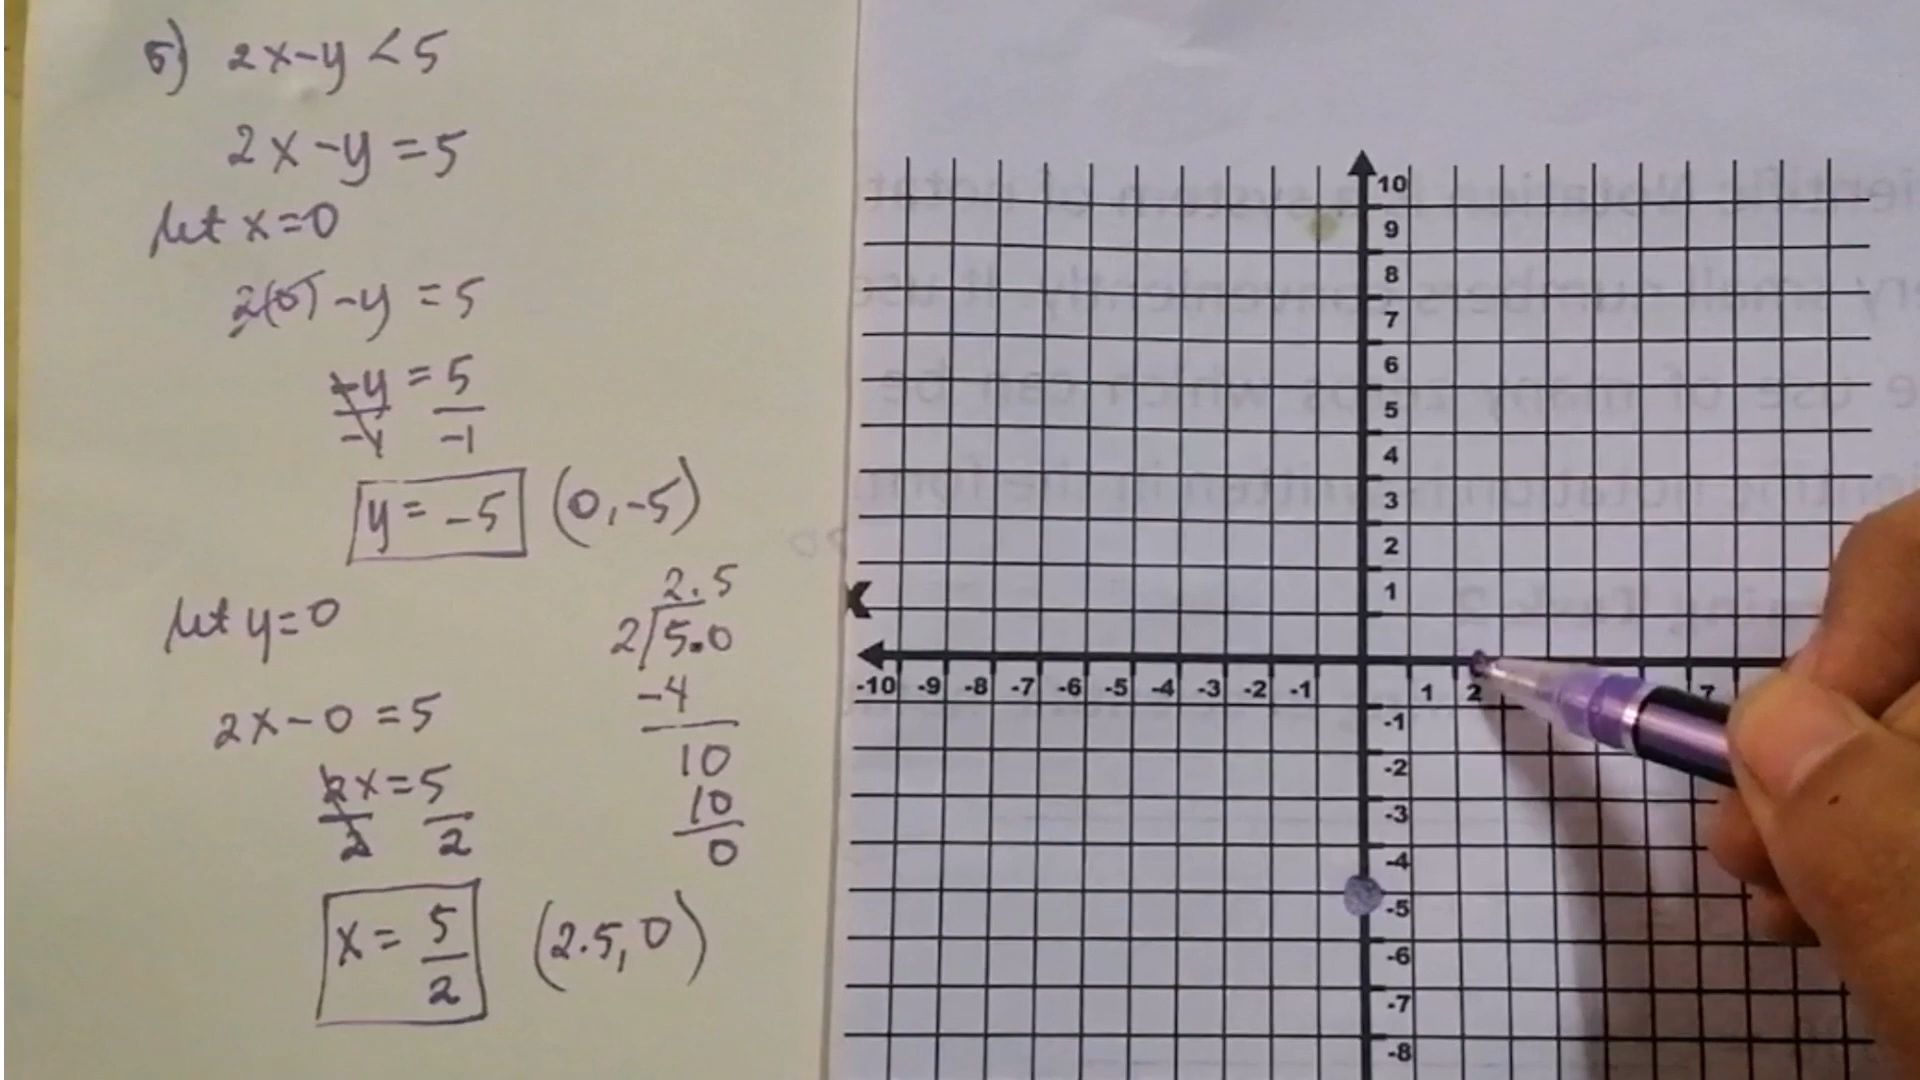 5) 2x-y < 5
2x-y = 5
let x=0
2(0)-y = 5
-y = 5
-1 -1
y = -5 (0,-5)
let y=0
2x-0 = 5
2x = 5
2 2
x = 5
2
(2.5, 0)
2.5
2 5.0
-4
10
10
0
10
9
8
7
6
5
4
3
2
1
x
-10 -9 -8 -7 -6 -5 -4 -3 -2 -1 1 2 7
-1
-2
-3
-4
-5
-6
-7
-8